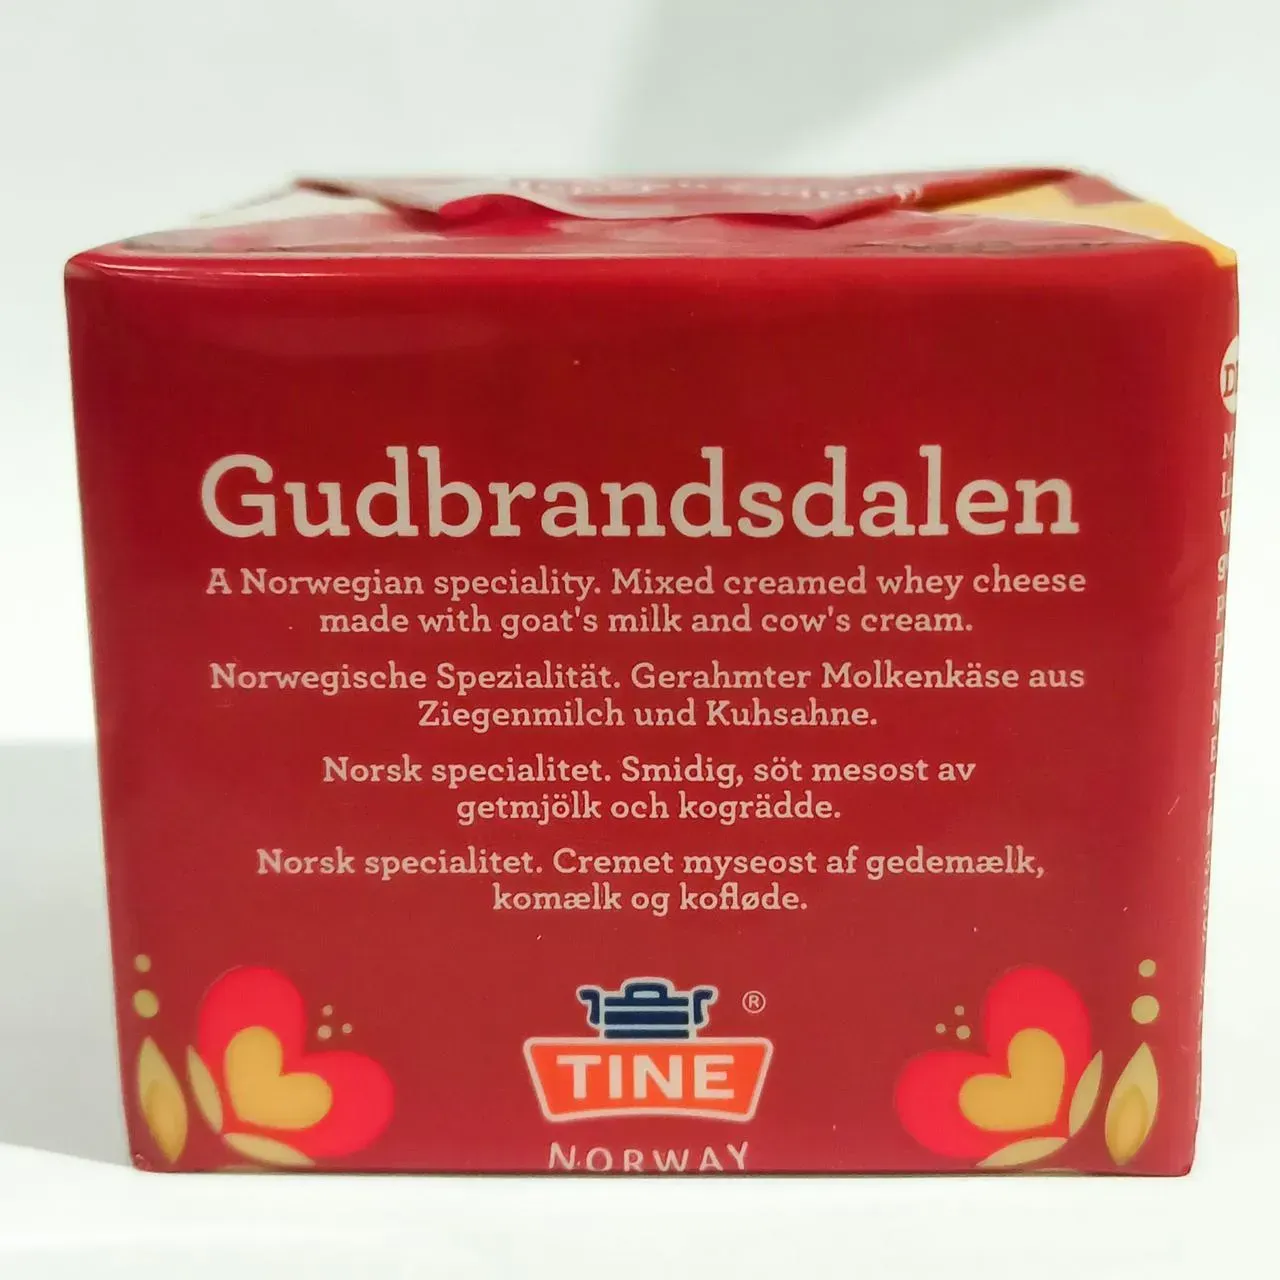 Gudbrandsdalen
A Norwegian speciality. Mixed creamed whey cheese
made with goat's milk and cow's cream.
Norwegische Spezialität. Gerahmter Molkenkäse aus
Ziegenmilch und Kuhsahne.
Norsk specialitet. Smidig, söt mesost av
getmjölk och kogrädde.
Norsk specialitet. Cremet myseost af gedemælk,
komælk og kofløde.
®
TINE
NORWAY